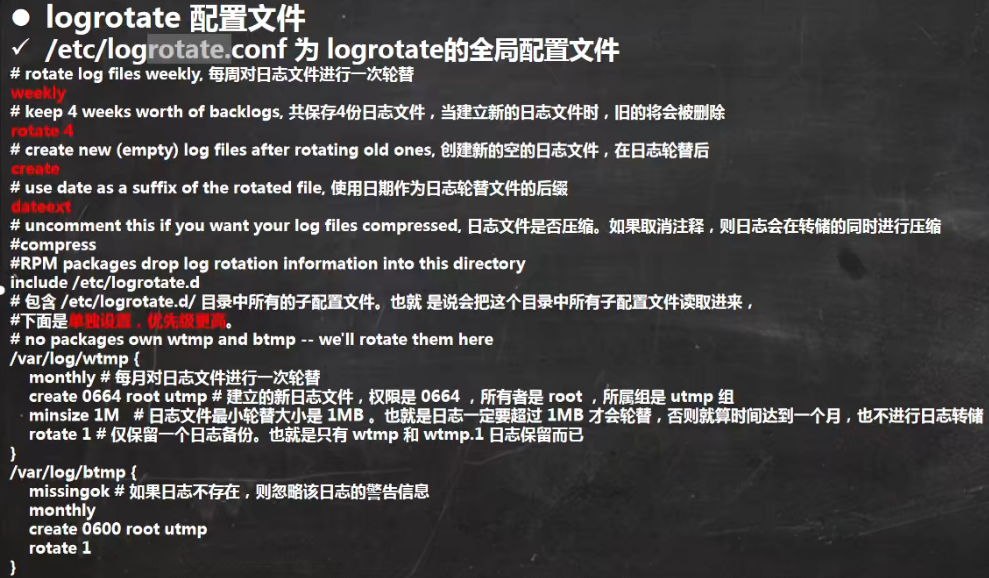 ● logrotate 配置文件
✓ /etc/logrotate.conf 为 logrotate的全局配置文件
# rotate log files weekly, 每周对日志文件进行一次轮替
weekly
# keep 4 weeks worth of backlogs, 共保存4份日志文件，当建立新的日志文件时，旧的将会被删除
rotate 4
# create new (empty) log files after rotating old ones, 创建新的空的日志文件，在日志轮替后
create
# use date as a suffix of the rotated file, 使用日期作为日志轮替文件的后缀
dateext
# uncomment this if you want your log files compressed, 日志文件是否压缩。如果取消注释，则日志会在转储的同时进行压缩
#compress
#RPM packages drop log rotation information into this directory
include /etc/logrotate.d
# 包含 /etc/logrotate.d/ 目录中所有的子配置文件。也就 是说会把这个目录中所有子配置文件读取进来，
#下面是单独设置，优先级更高。
# no packages own wtmp and btmp -- we'll rotate them here
/var/log/wtmp {
monthly # 每月对日志文件进行一次轮替
create 0664 root utmp # 建立的新日志文件，权限是 0664 ，所有者是 root ，所属组是 utmp 组
minsize 1M # 日志文件最小轮替大小是 1MB 。也就是日志一定要超过 1MB 才会轮替，否则就算时间达到一个月，也不进行日志转储
rotate 1 # 仅保留一个日志备份。也就是只有 wtmp 和 wtmp.1 日志保留而已
}
/var/log/btmp {
missingok # 如果日志不存在，则忽略该日志的警告信息
monthly
create 0600 root utmp
rotate 1
}